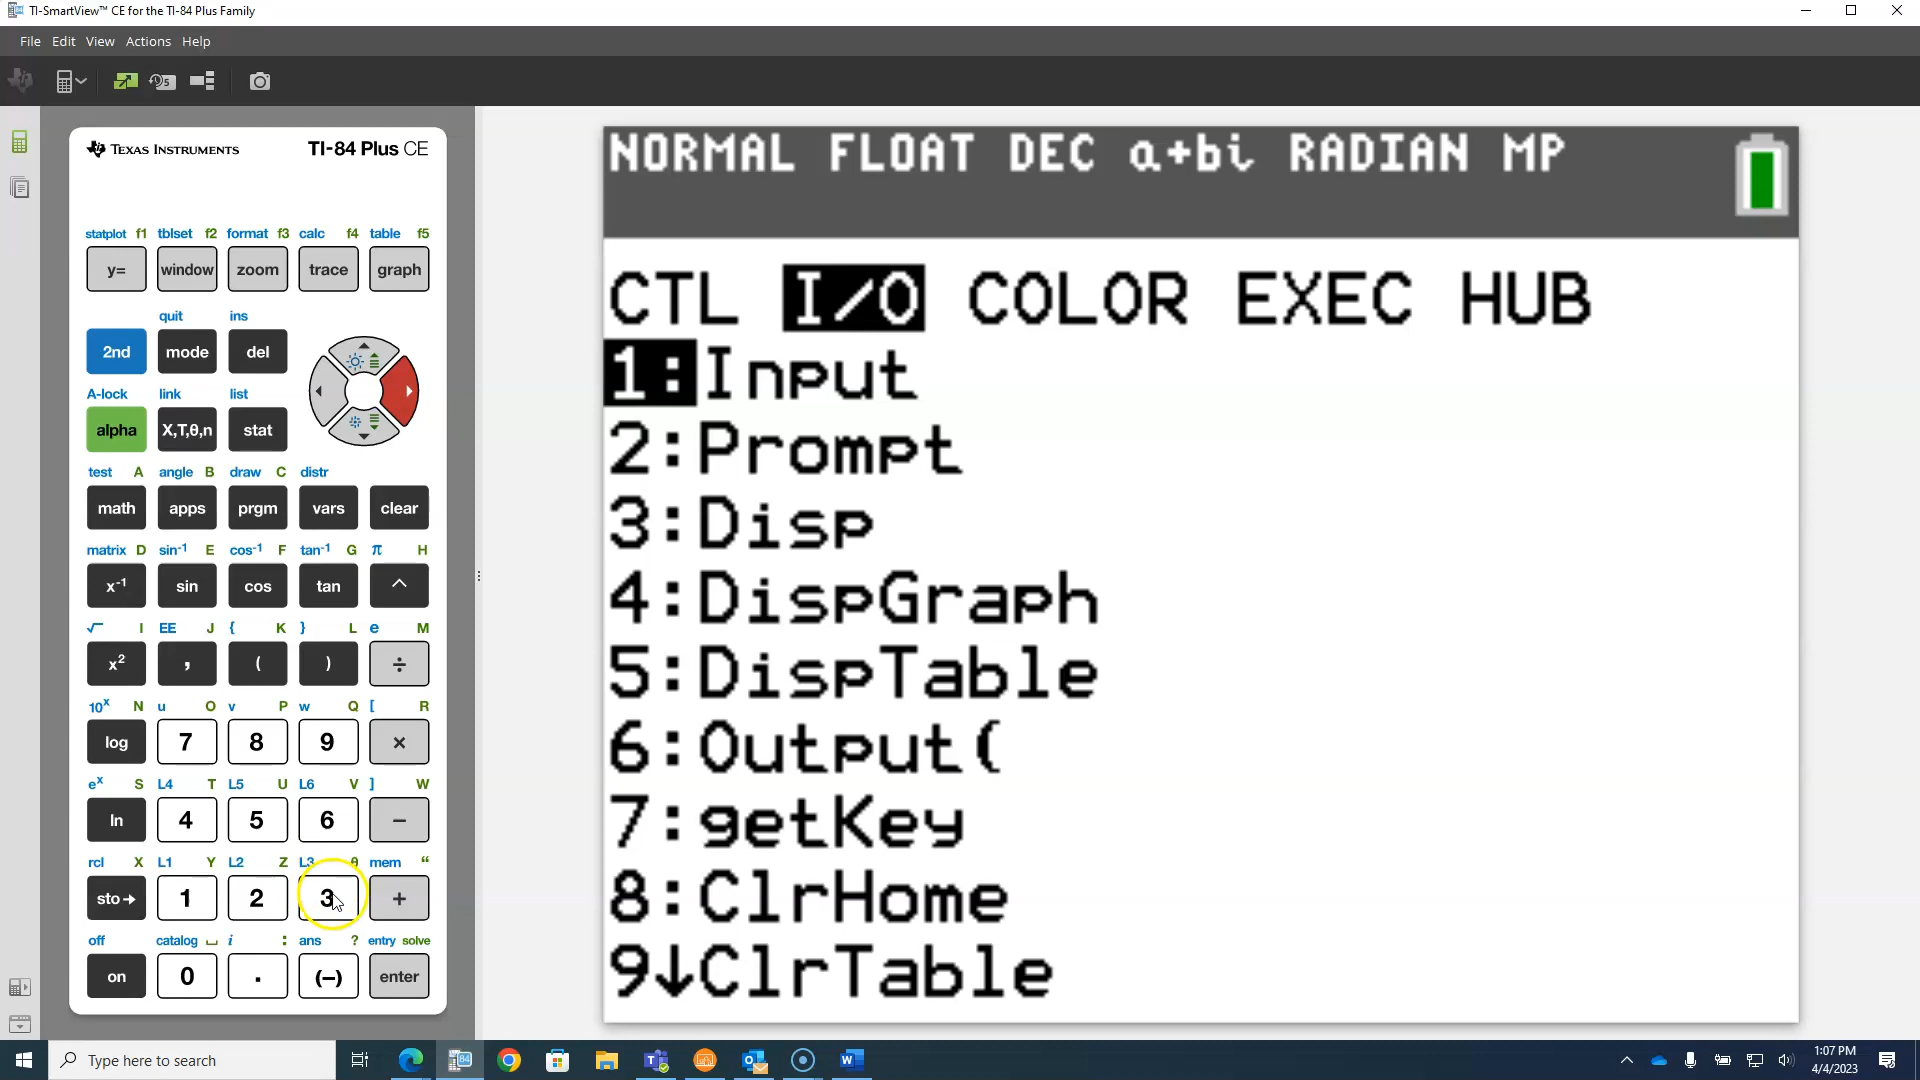 TI-SmartView™ CE for the TI-84 Plus Family
File Edit View Actions Help
TEXAS INSTRUMENTS TI-84 Plus CE
statplot f1 tblset f2 format f3 calc f4 table f5
y= window zoom trace graph
quit ins
2nd mode del
A-lock link list
alpha X,T,θ,n stat
test A angle B draw C distr
math apps prgm vars clear
matrix D sin-1 E cos-1 F tan-1 G π H
x-1 sin cos tan ^
√ I EE J { K } L e M
x2 , ( ) ÷
10x N u O v P w Q [ R
log 7 8 9 ×
ex S L4 T L5 U L6 V ] W
ln 4 5 6 −
rcl X L1 Y L2 Z L3 θ mem “
sto→ 1 2 3 +
off catalog ⎵ i : ans ? entry solve
on 0 . (−) enter
NORMAL FLOAT DEC a+bi RADIAN MP
CTL I/O COLOR EXEC HUB
1:Input
2:Prompt
3:Disp
4:DispGraph
5:DispTable
6:Output(
7:getKey
8:ClrHome
9↓ClrTable
Type here to search
1:07 PM
4/4/2023